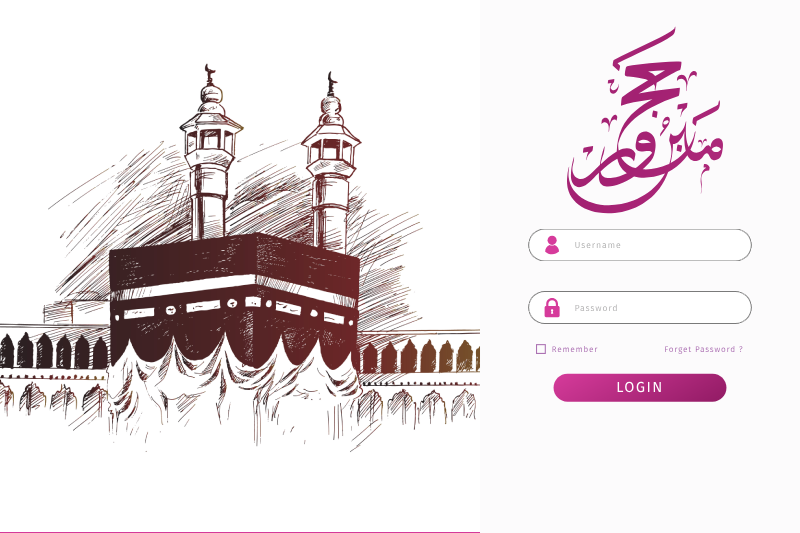 حج
مبرور
Username
Password
Remember
Forget Password ?
LOGIN